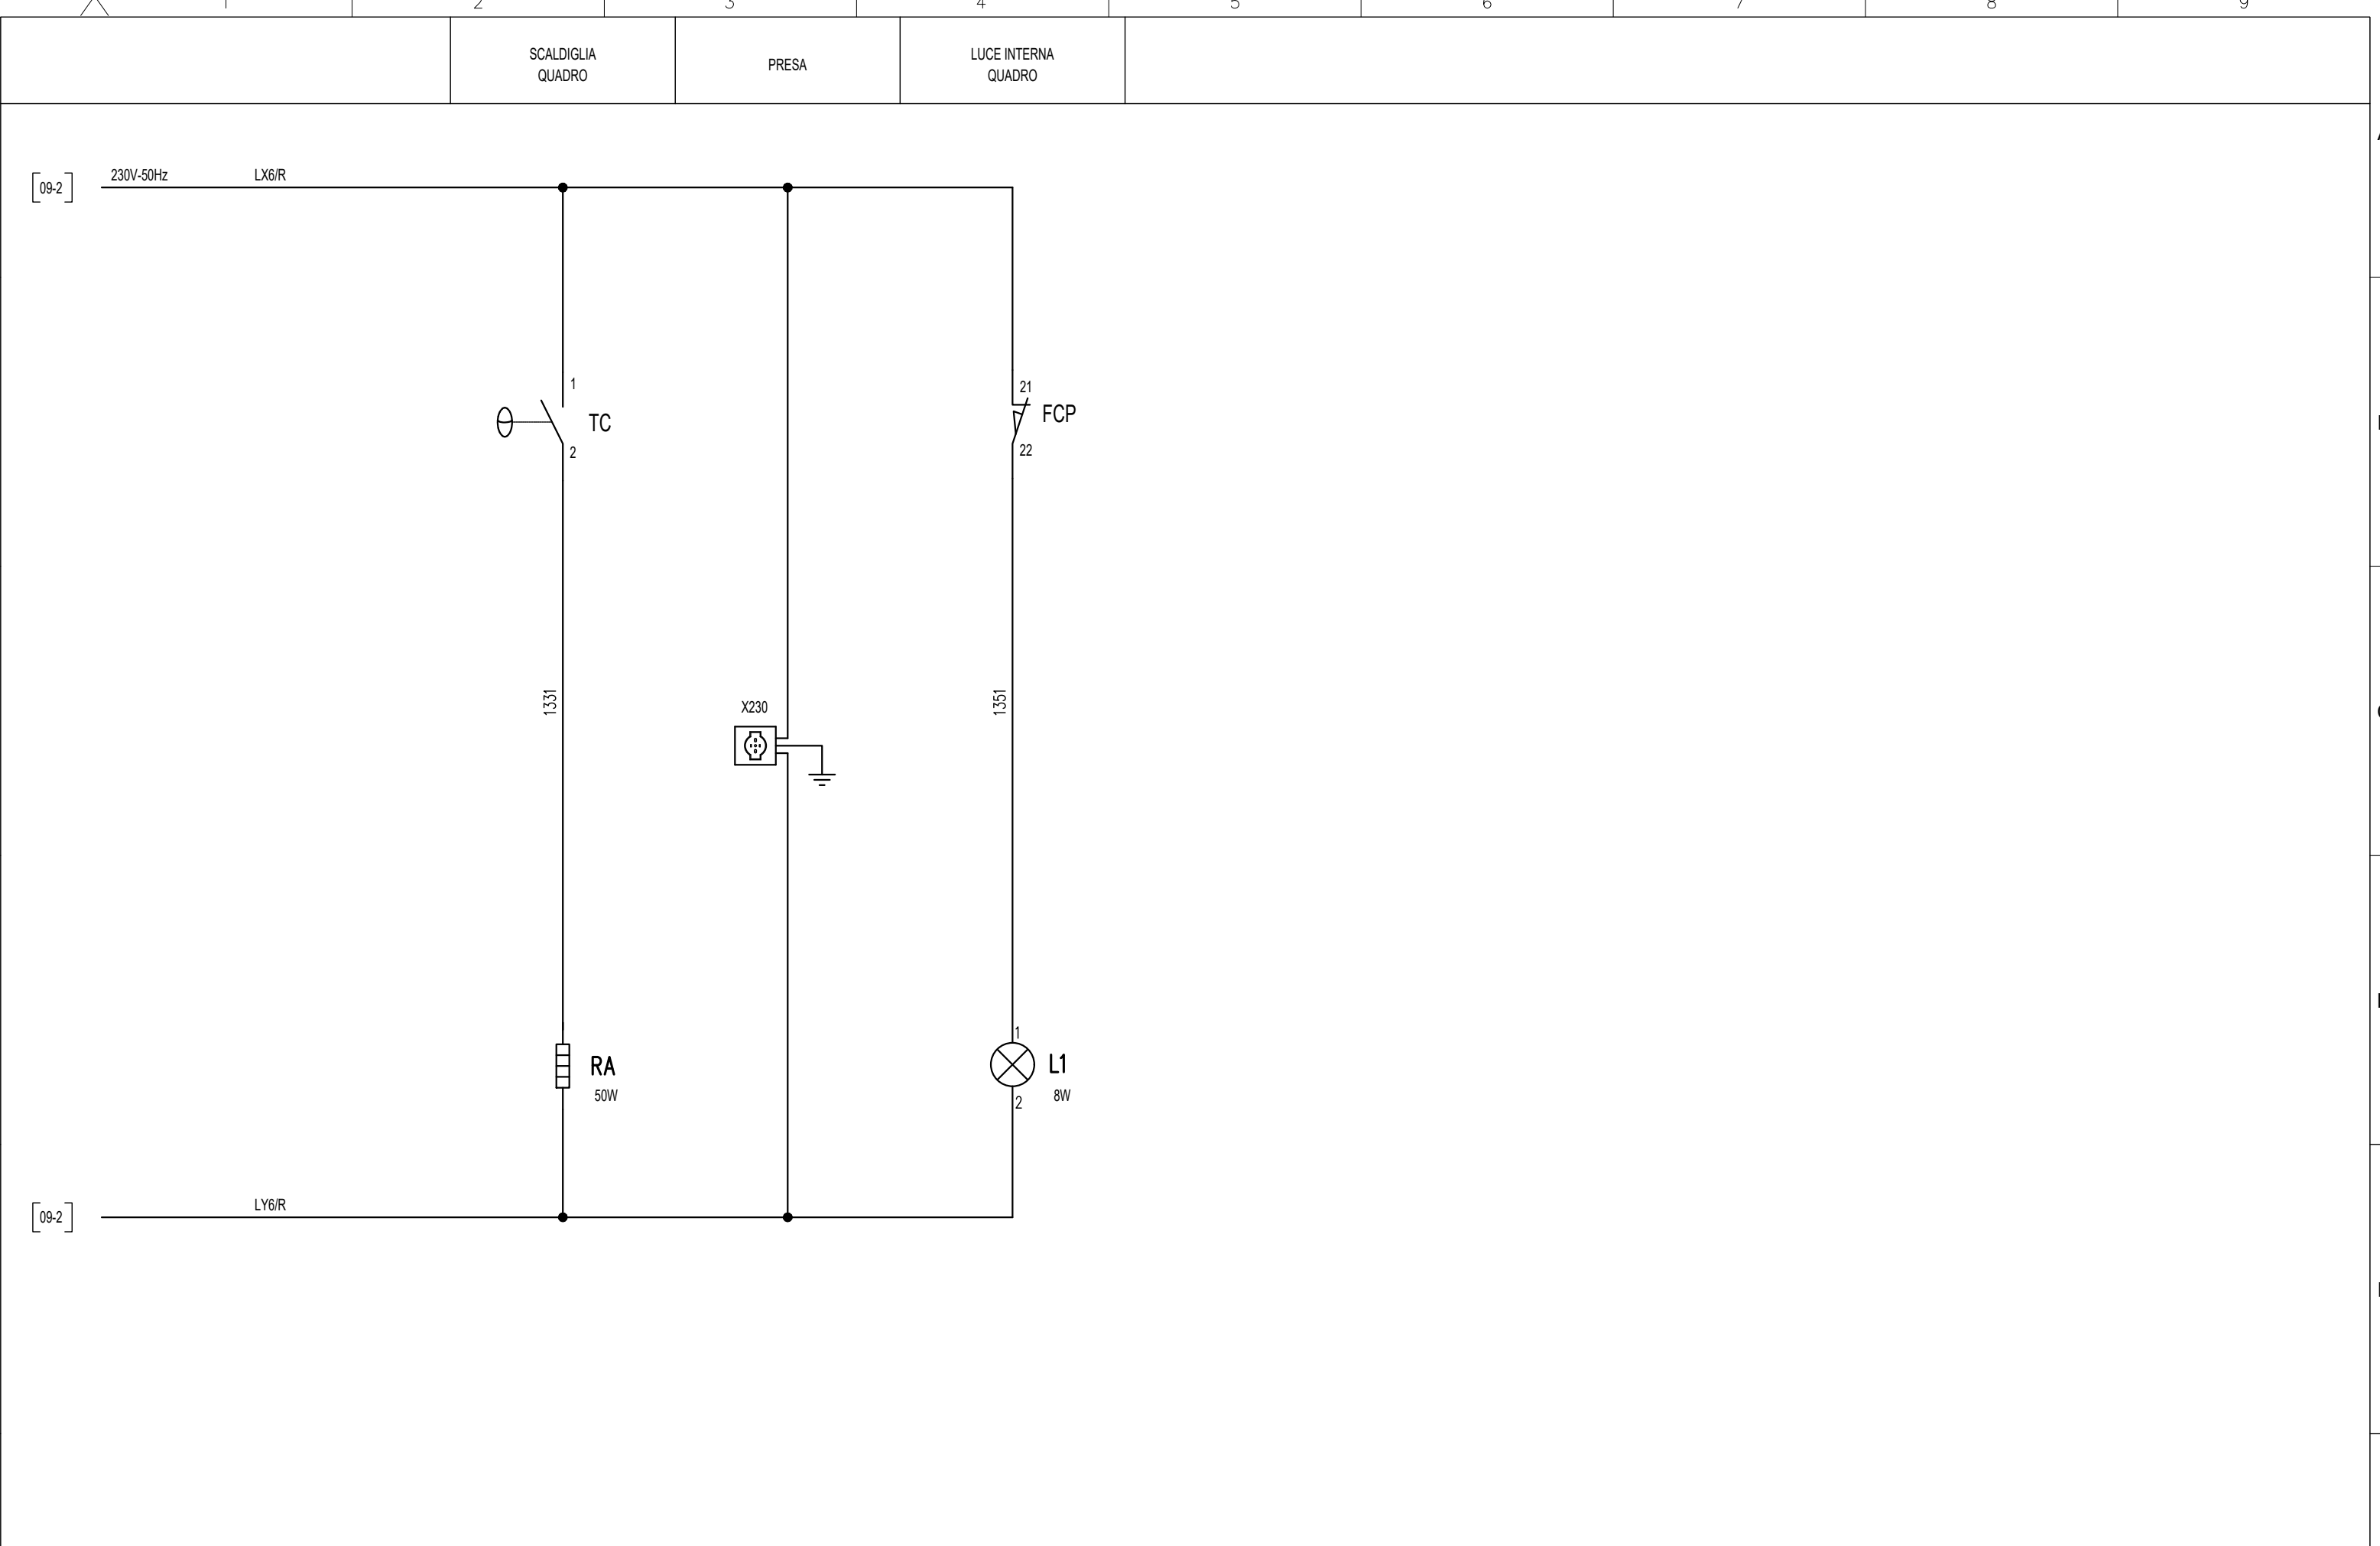 1 2 3 4 5 6 7 8 9
SCALDIGLIA
QUADRO
PRESA
LUCE INTERNA
QUADRO
09-2
230V-50Hz
LX6/R
1
TC
2
21
FCP
22
1331
X230
1351
RA
50W
1
L1
8W
2
09-2
LY6/R